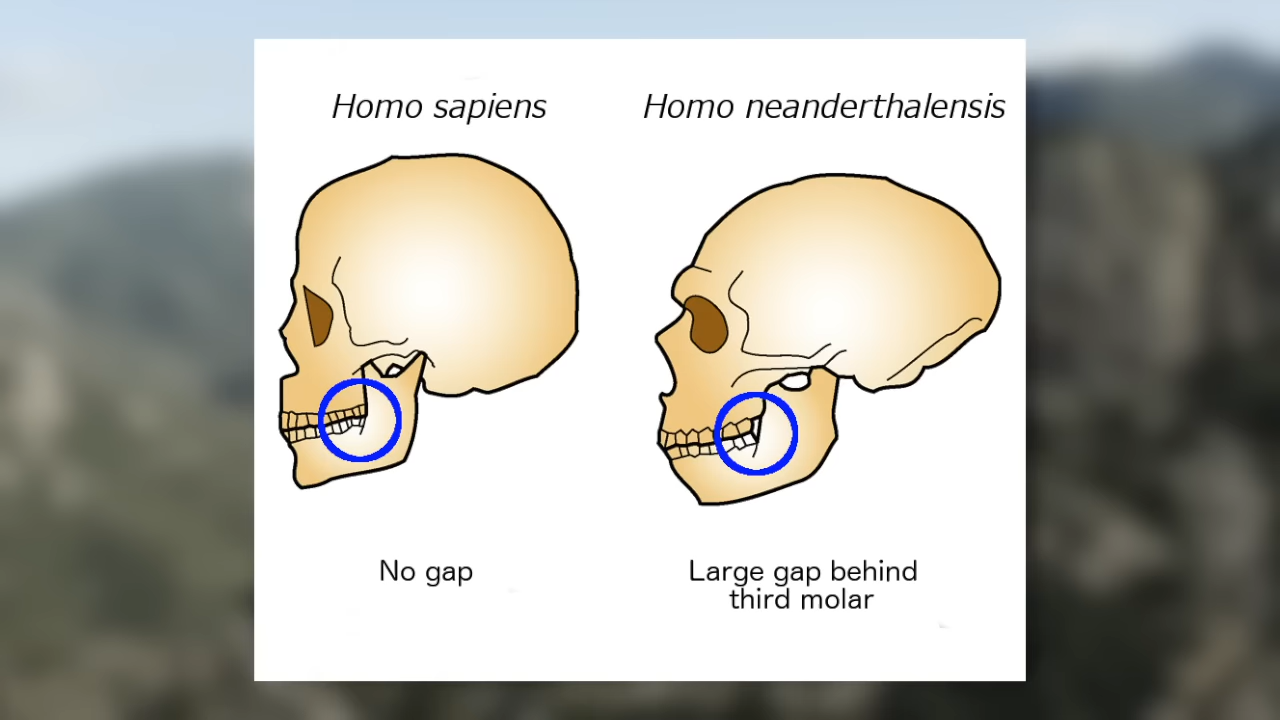 Homo sapiens
Homo neanderthalensis
No gap
Large gap behind
third molar